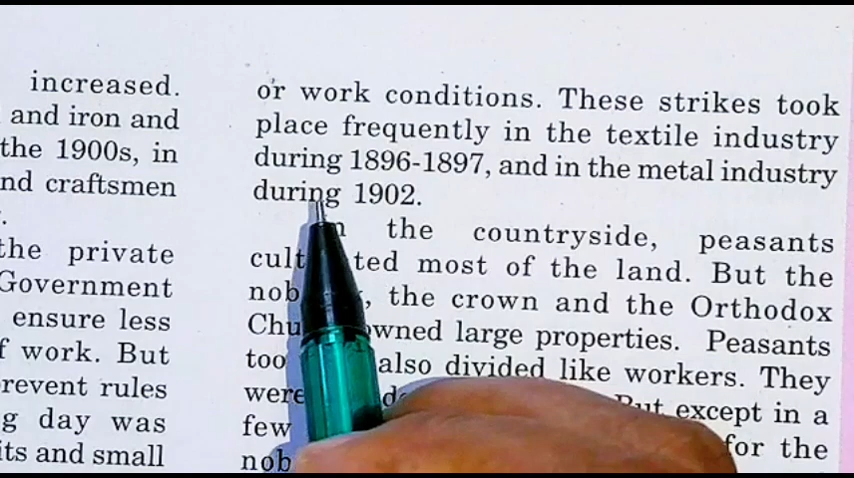 increased.
and iron and
the 1900s, in
nd craftsmen
the private
Government
ensure less
f work. But
revent rules
g day was
its and small
or work conditions. These strikes took
place frequently in the textile industry
during 1896-1897, and in the metal industry
during 1902.
the countryside, peasants
cult ted most of the land. But the
nob , the crown and the Orthodox
Chu owned large properties. Peasants
too also divided like workers. They
were But except in a
few for the
nob